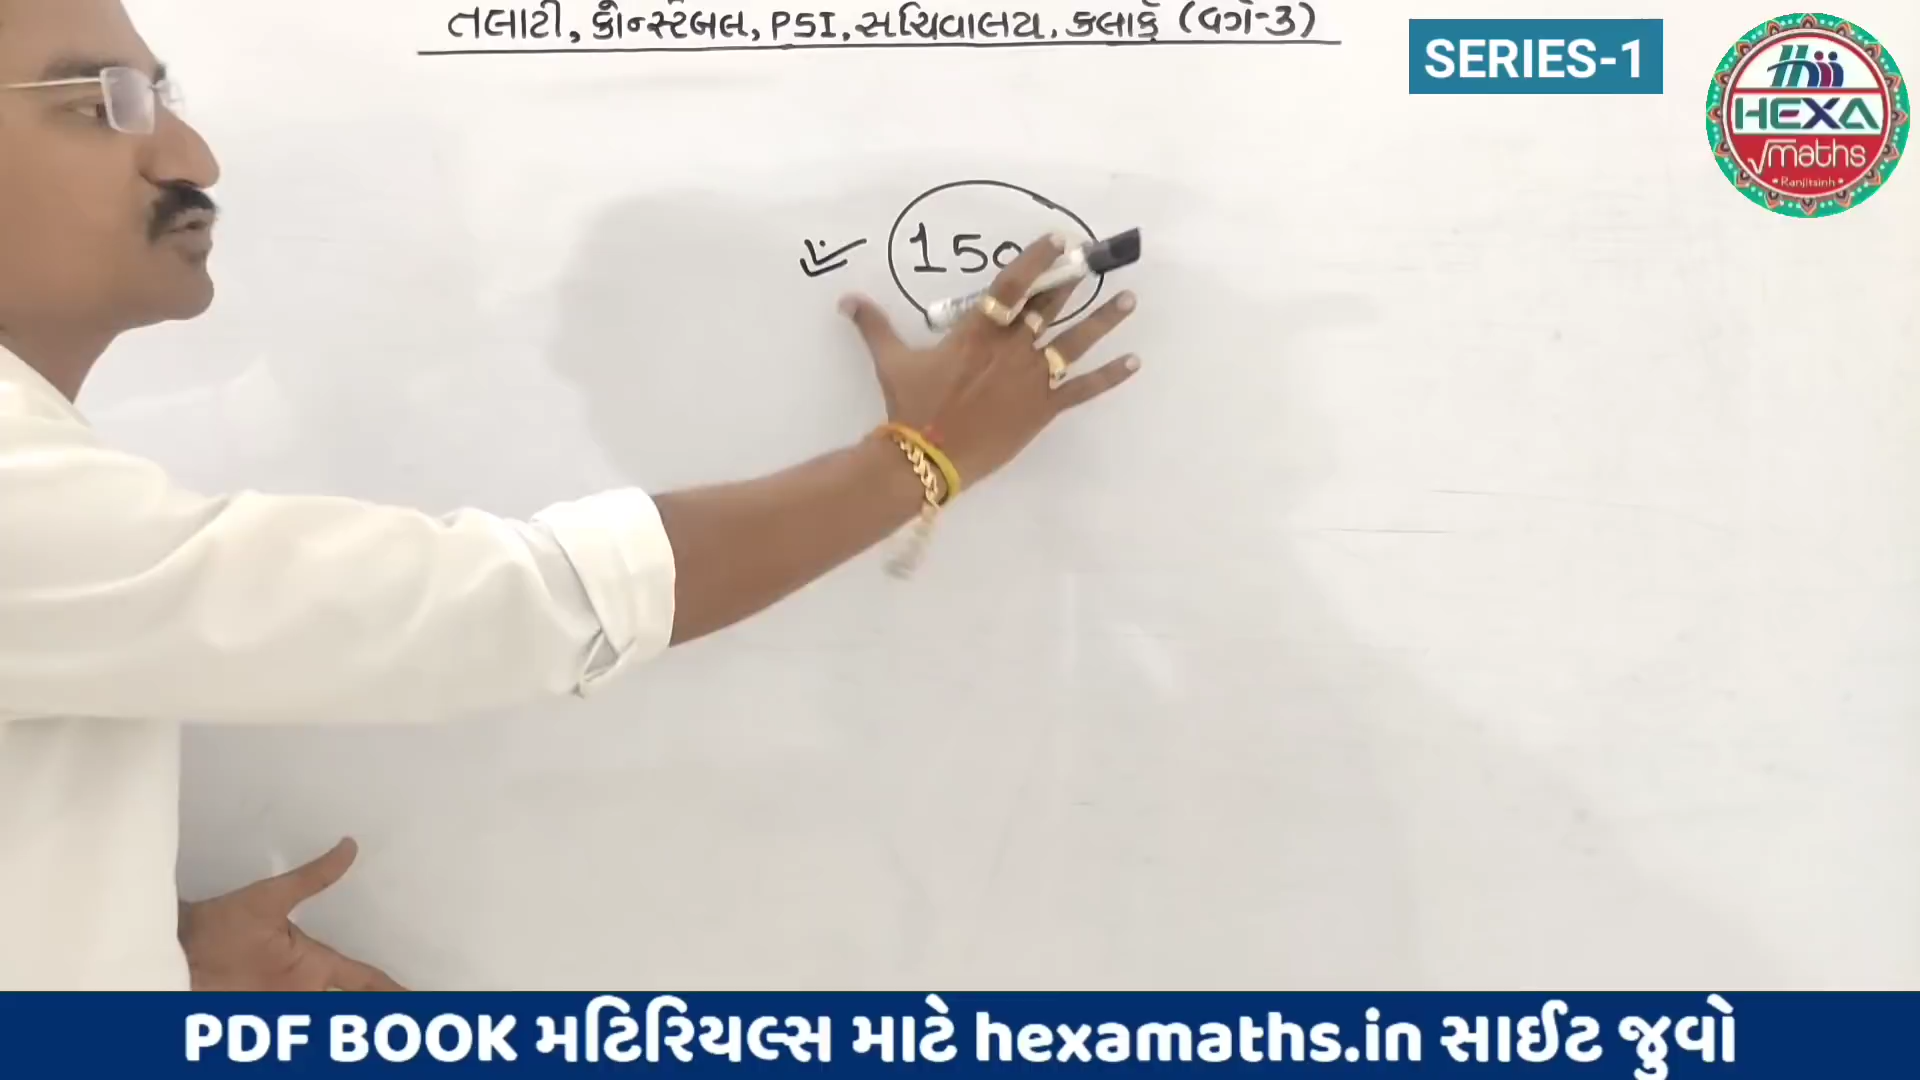 તલાટી, કોન્સ્ટેબલ, PSI, સચિવાલય, કલાર્ક (વર્ગ-3)
SERIES-1
HEXA
√maths
• Ranjitsinh •
PDF BOOK મટિરિયલ્સ માટે hexamaths.in સાઈટ જુવો